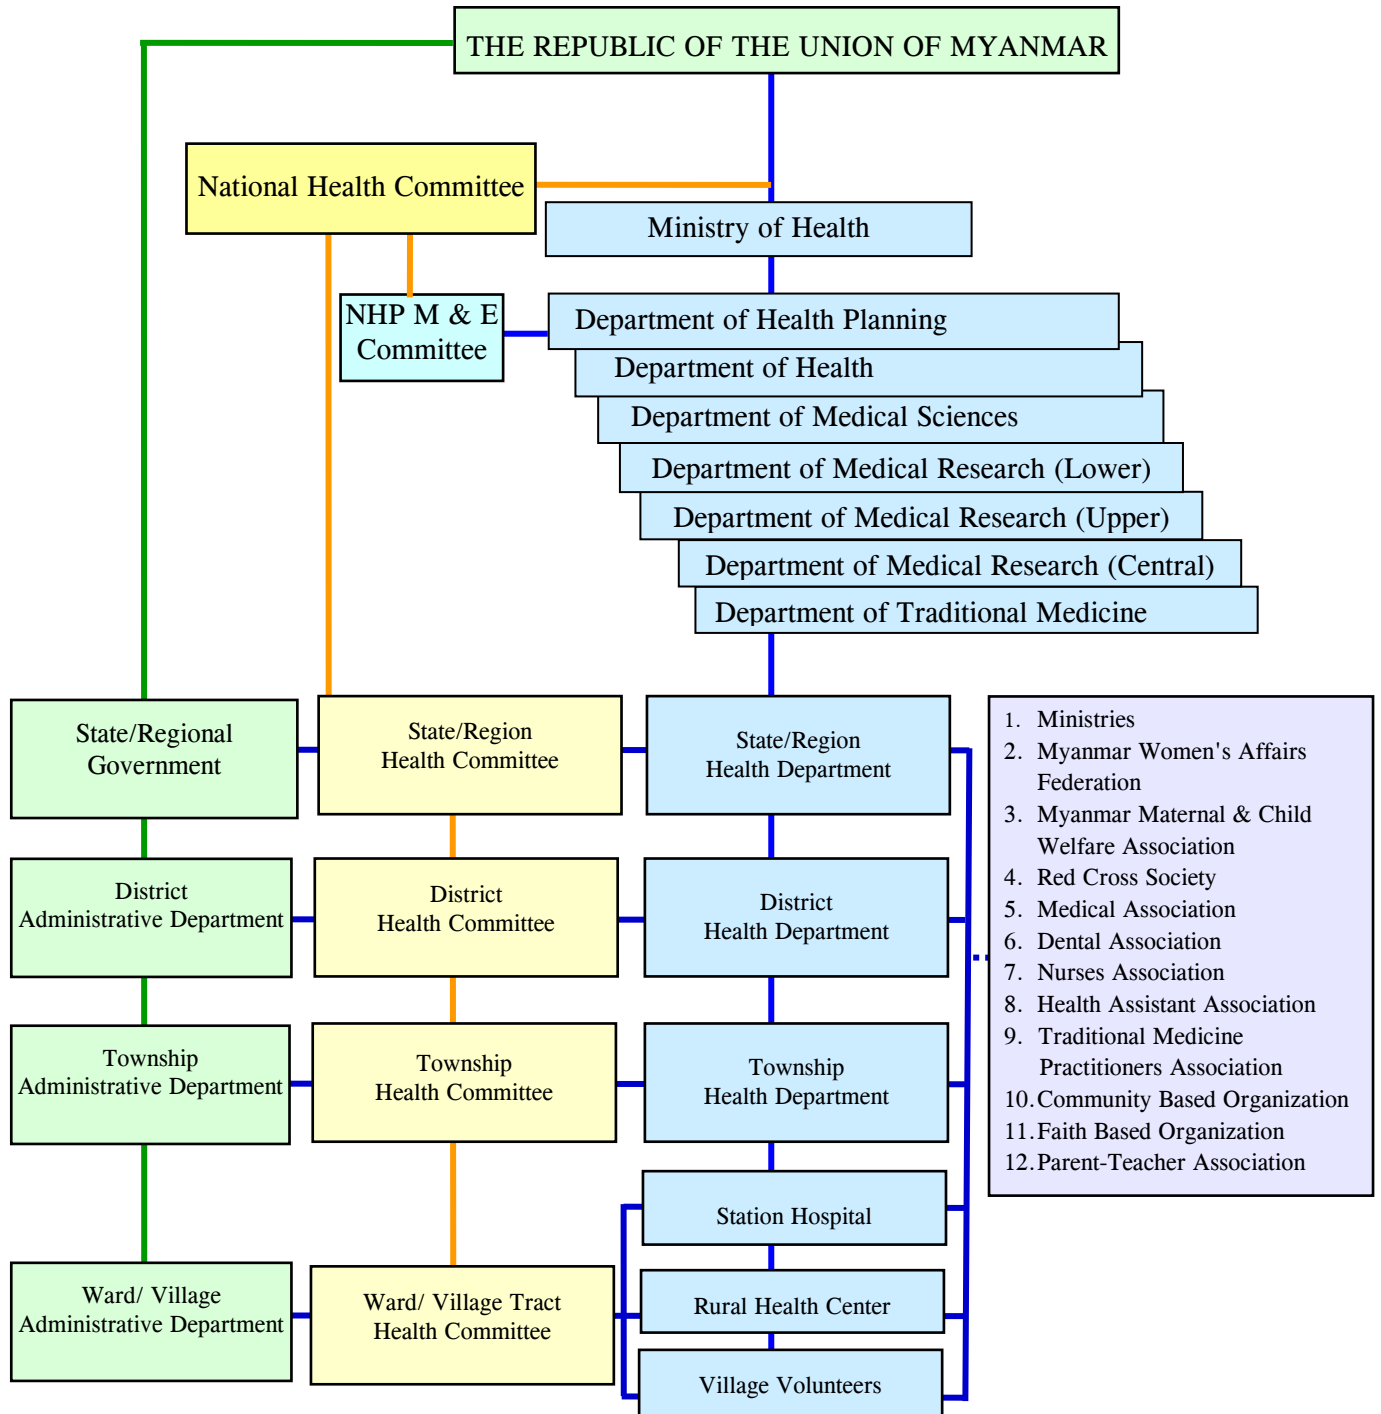 THE REPUBLIC OF THE UNION OF MYANMAR
National Health Committee
Ministry of Health
NHP M & E
Committee
Department of Health Planning
Department of Health
Department of Medical Sciences
Department of Medical Research (Lower)
Department of Medical Research (Upper)
Department of Medical Research (Central)
Department of Traditional Medicine
State/Regional
Government
State/Region
Health Committee
State/Region
Health Department
1. Ministries
2. Myanmar Women's Affairs
Federation
3. Myanmar Maternal & Child
Welfare Association
4. Red Cross Society
5. Medical Association
6. Dental Association
7. Nurses Association
8. Health Assistant Association
9. Traditional Medicine
Practitioners Association
10.Community Based Organization
11.Faith Based Organization
12.Parent-Teacher Association
District
Administrative Department
District
Health Committee
District
Health Department
Township
Administrative Department
Township
Health Committee
Township
Health Department
Station Hospital
Ward/ Village
Administrative Department
Ward/ Village Tract
Health Committee
Rural Health Center
Village Volunteers